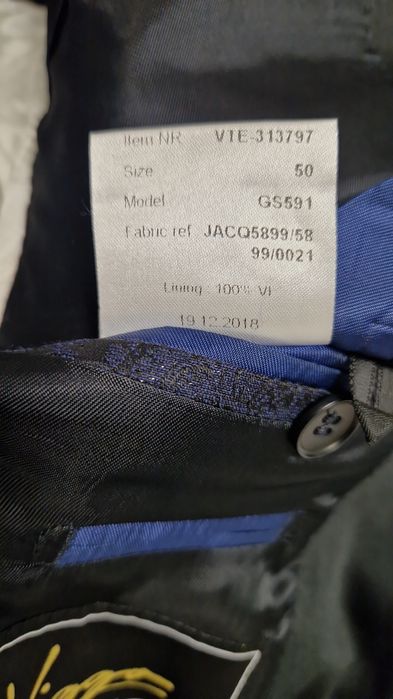 Item NR VTE-313797
Size 50
Model GS591
Fabric ref JACQ5899/58
99/0021
Lining 100% VI
19.12.2018